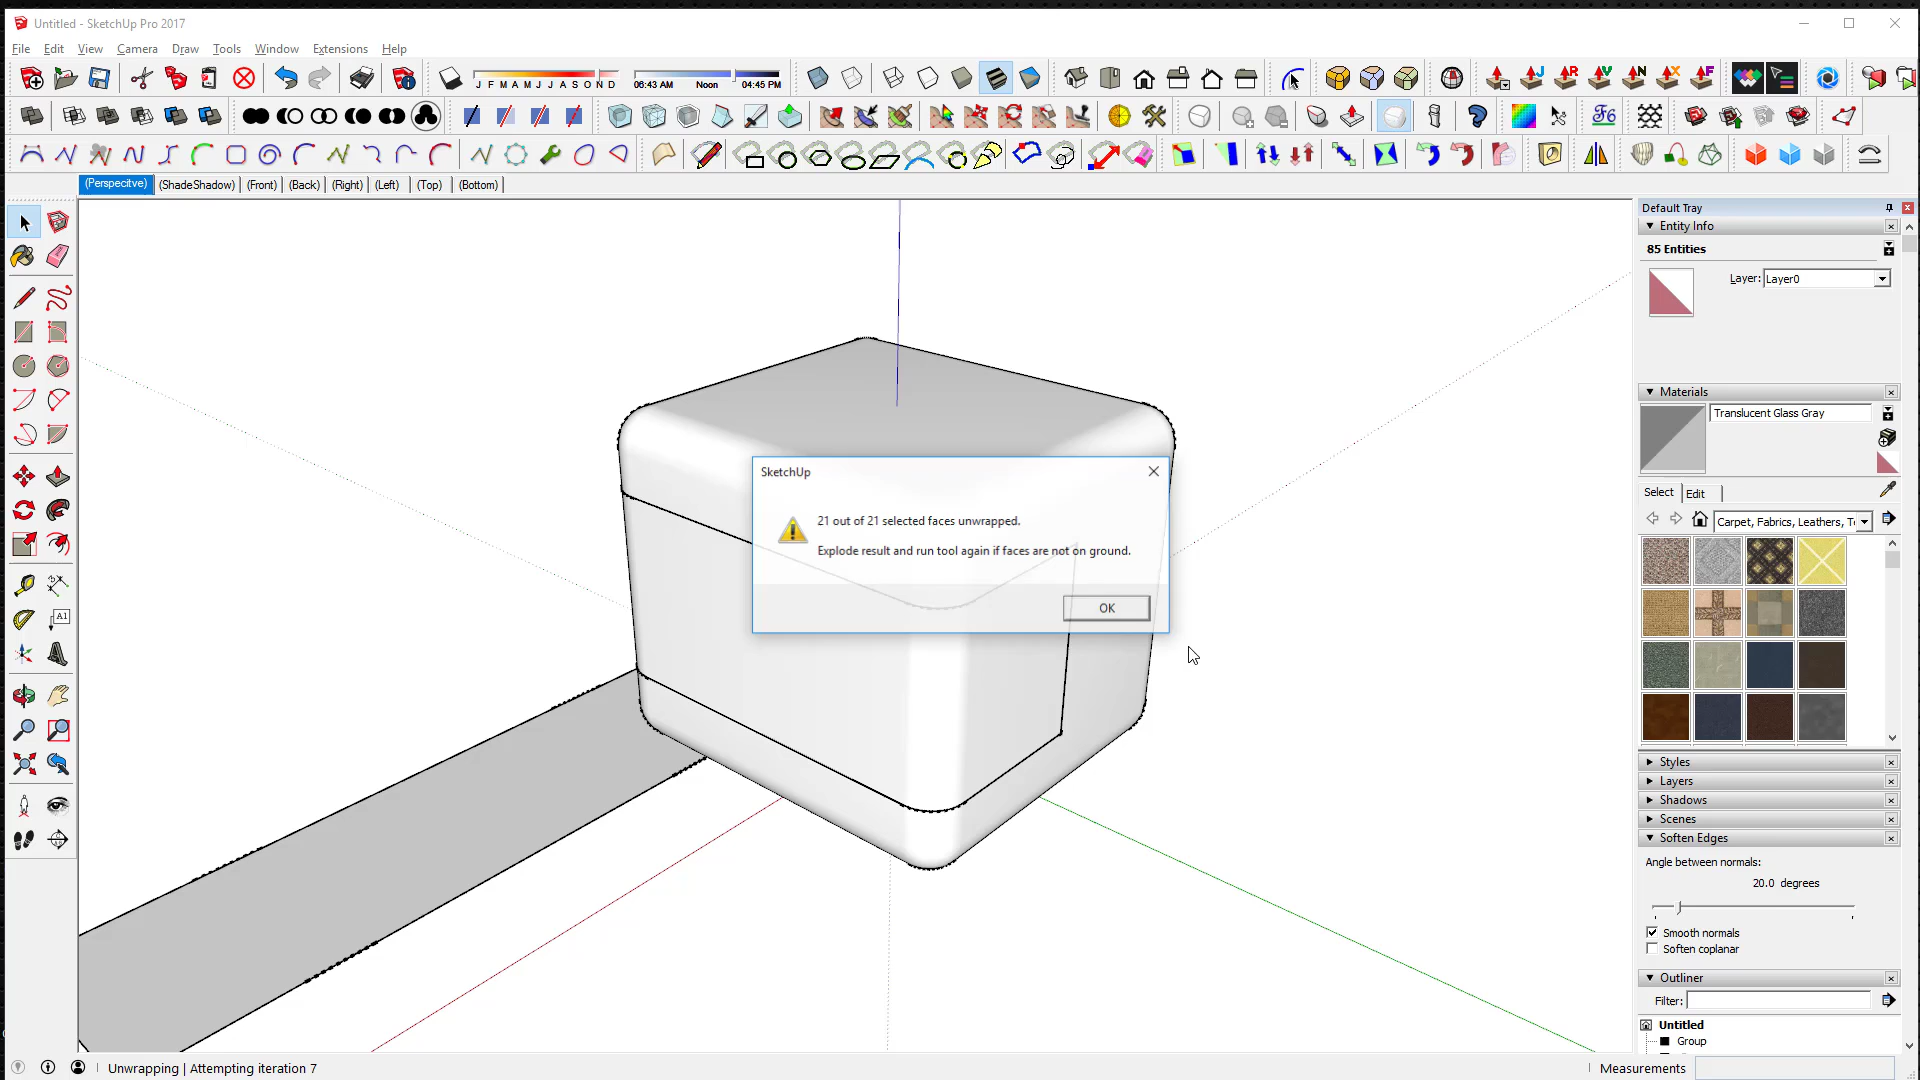 Untitled - SketchUp Pro 2017
File Edit View Camera Draw Tools Window Extensions Help
J F M A M J J A S O N D
06:43 AM Noon 04:45 PM
(Perspective) (ShadeShadow) (Front) (Back) (Right) (Left) (Top) (Bottom)
Default Tray
Entity Info
85 Entities
Layer: Layer0
Materials
Translucent Glass Gray
Select Edit
Carpet, Fabrics, Leathers, T
SketchUp
21 out of 21 selected faces unwrapped.
Explode result and run tool again if faces are not on ground.
OK
Styles
Layers
Shadows
Scenes
Soften Edges
Angle between normals:
20.0 degrees
Smooth normals
Soften coplanar
Outliner
Filter:
Untitled
Group
Unwrapping | Attempting iteration 7
Measurements